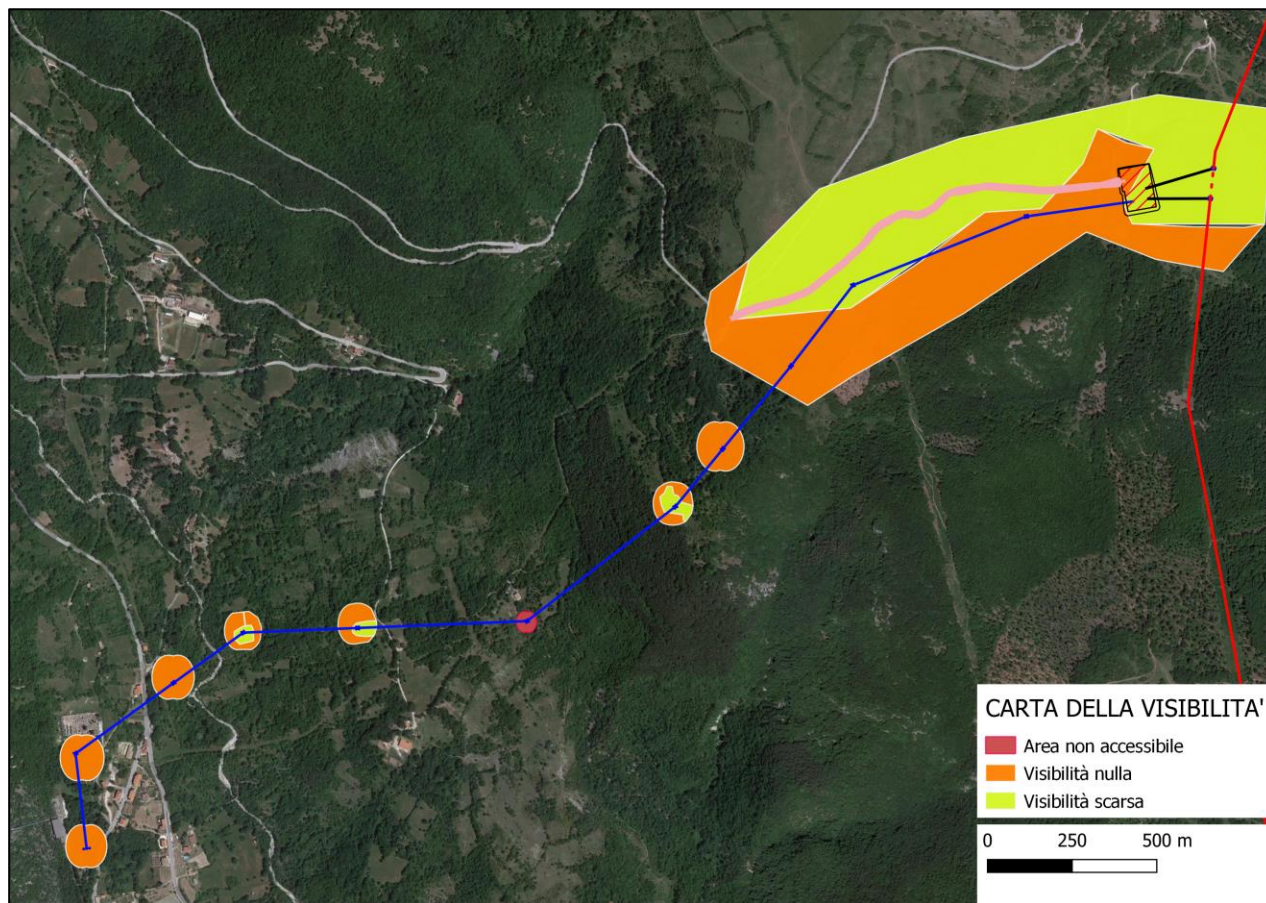 CARTA DELLA VISIBILITA'
Area non accessibile
Visibilità nulla
Visibilità scarsa
0 250 500 m